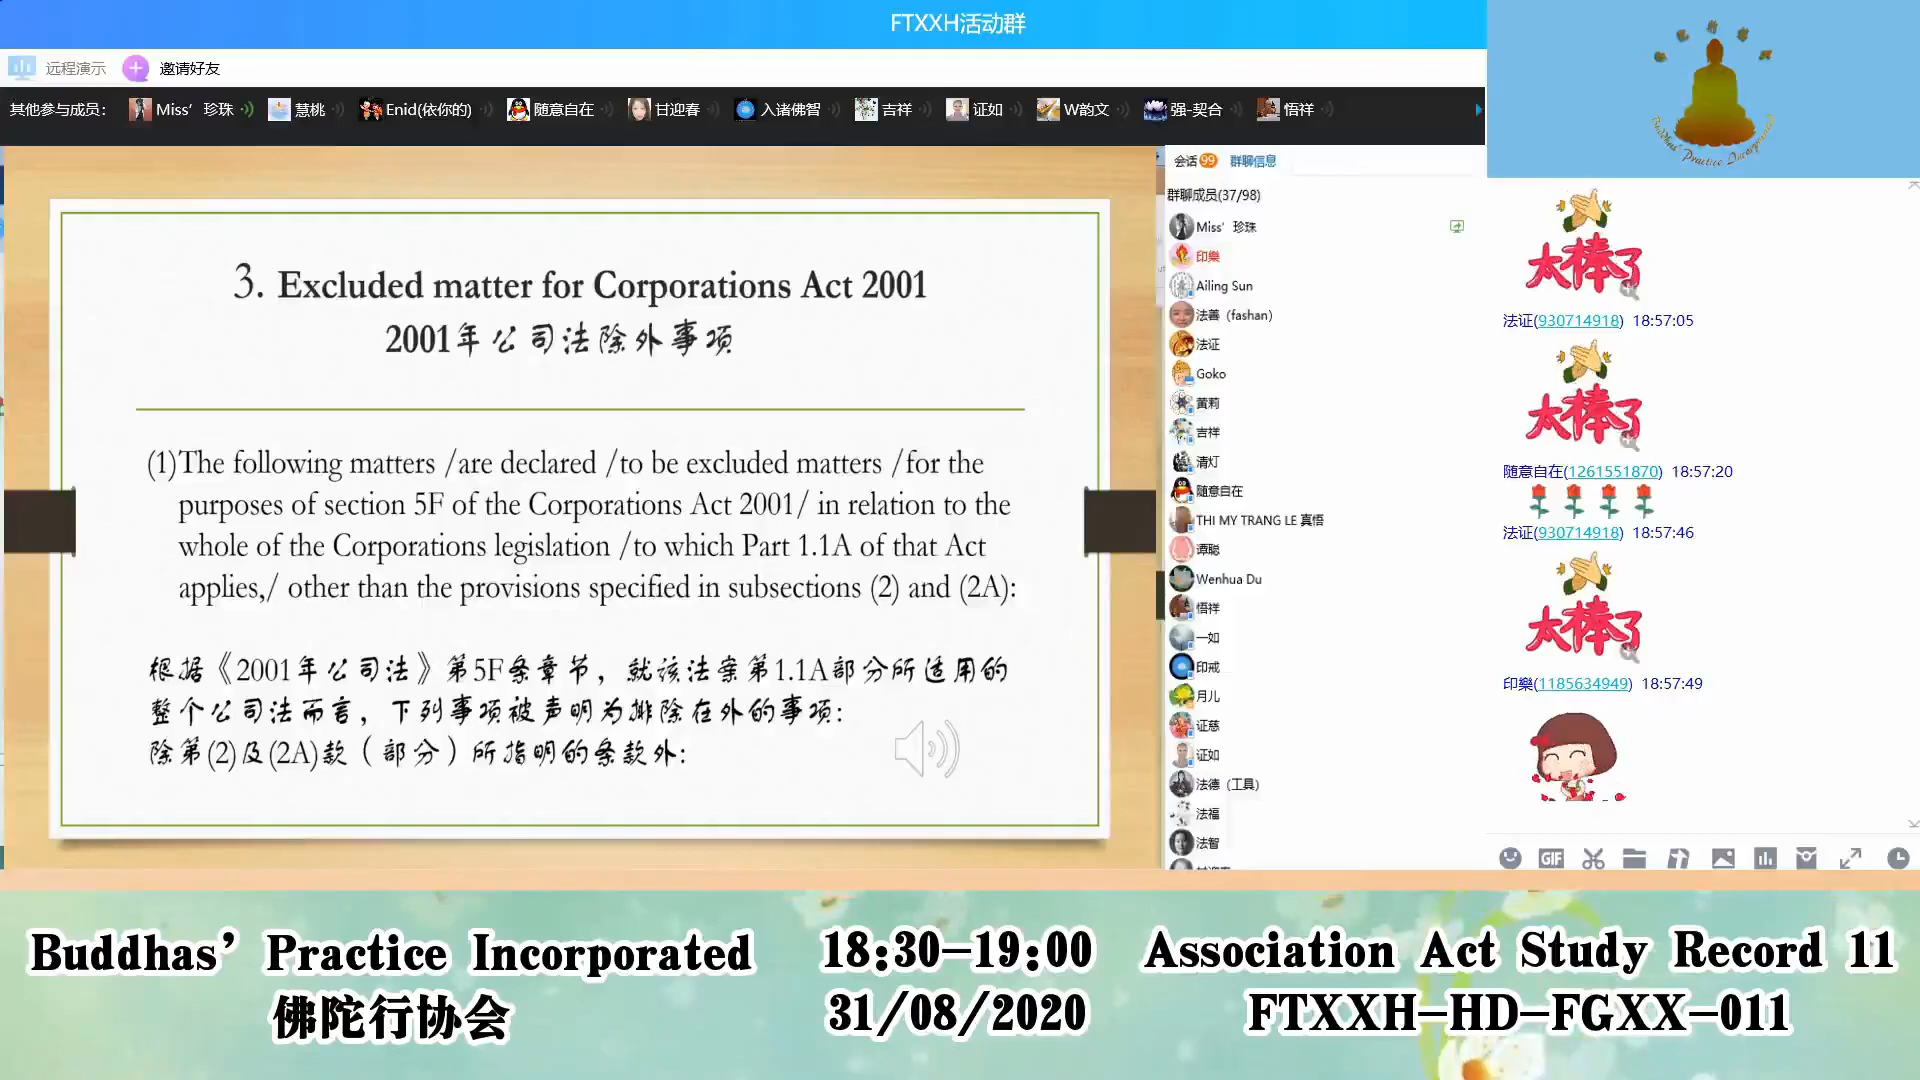 FTXXH活动群
远程演示
邀请好友
其他参与成员：
Miss' 珍珠
慧桃
Enid(依你的)
随意自在
甘迎春
入诸佛智
吉祥
证如
W韵文
强-契合
悟祥
3. Excluded matter for Corporations Act 2001
2001年公司法除外事项
(1)The following matters /are declared /to be excluded matters /for the
purposes of section 5F of the Corporations Act 2001/ in relation to the
whole of the Corporations legislation /to which Part 1.1A of that Act
applies,/ other than the provisions specified in subsections (2) and (2A):
根据《2001年公司法》第5F条章节，就该法案第1.1A部分所适用的
整个公司法而言，下列事项被声明为排除在外的事项：
除第(2)及(2A)款（部分）所指明的条款外：
会话 99 群聊信息
群聊成员(37/98)
Miss' 珍珠
印樂
Ailing Sun
法善（fashan）
法证
Goko
黄莉
吉祥
清灯
随意自在
THI MY TRANG LE 真悟
谭聪
Wenhua Du
悟祥
一如
印戒
月儿
证慈
证如
法德（工具）
法福
法智
Buddhas' Practice Incorporated
太棒了
法证(930714918) 18:57:05
太棒了
随意自在(1261551870) 18:57:20
法证(930714918) 18:57:46
太棒了
印樂(1185634949) 18:57:49
GIF
Buddhas' Practice Incorporated
佛陀行协会
18:30-19:00
31/08/2020
Association Act Study Record 11
FTXXH-HD-FGXX-011